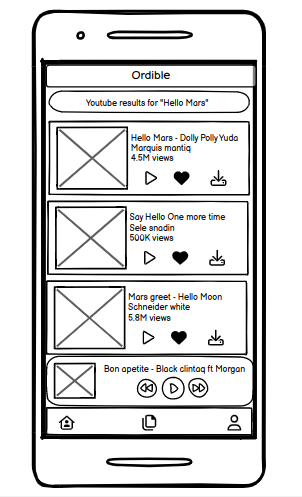 Ordible
Youtube results for "Hello Mars"
Hello Mars - Dolly Polly Yuda
Marquis mantiq
4.5M views
Say Hello One more time
Sele snadin
500K views
Mars greet - Hello Moon
Schneider white
5.8M views
Bon apetite - Black clintaq ft Morgan